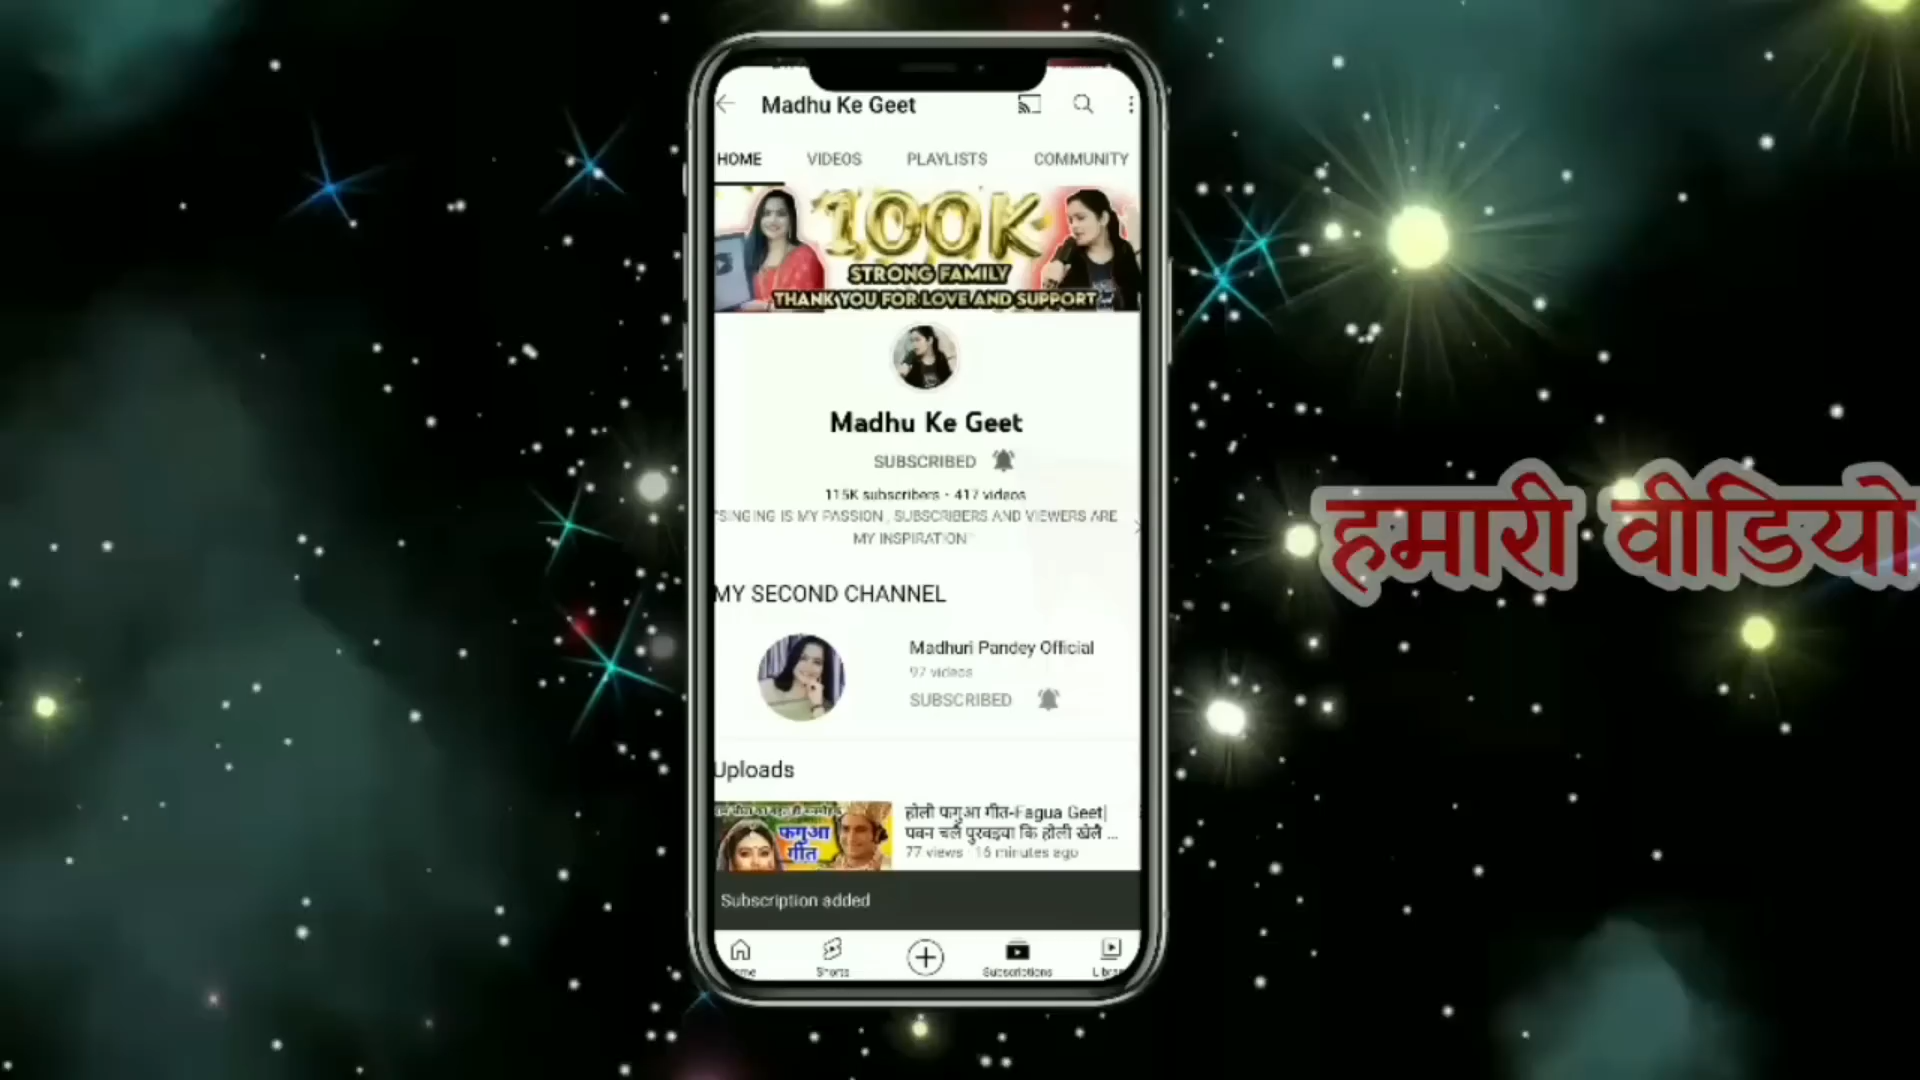 Madhu Ke Geet
HOME VIDEOS PLAYLISTS COMMUNITY
100K
STRONG FAMILY
THANK YOU FOR LOVE AND SUPPORT
Madhu Ke Geet
SUBSCRIBED
115K subscribers · 417 videos
"SINGING IS MY PASSION, SUBSCRIBERS AND VIEWERS ARE
MY INSPIRATION"
MY SECOND CHANNEL
Madhuri Pandey Official
97 videos
SUBSCRIBED
Uploads
फगुआ
गीत
होली फगुआ गीत-Fagua Geet|
पवन चलै पुरवइया कि होली खेलै ...
77 views · 16 minutes ago
Subscription added
Shorts Subscriptions
हमारी वीडियो